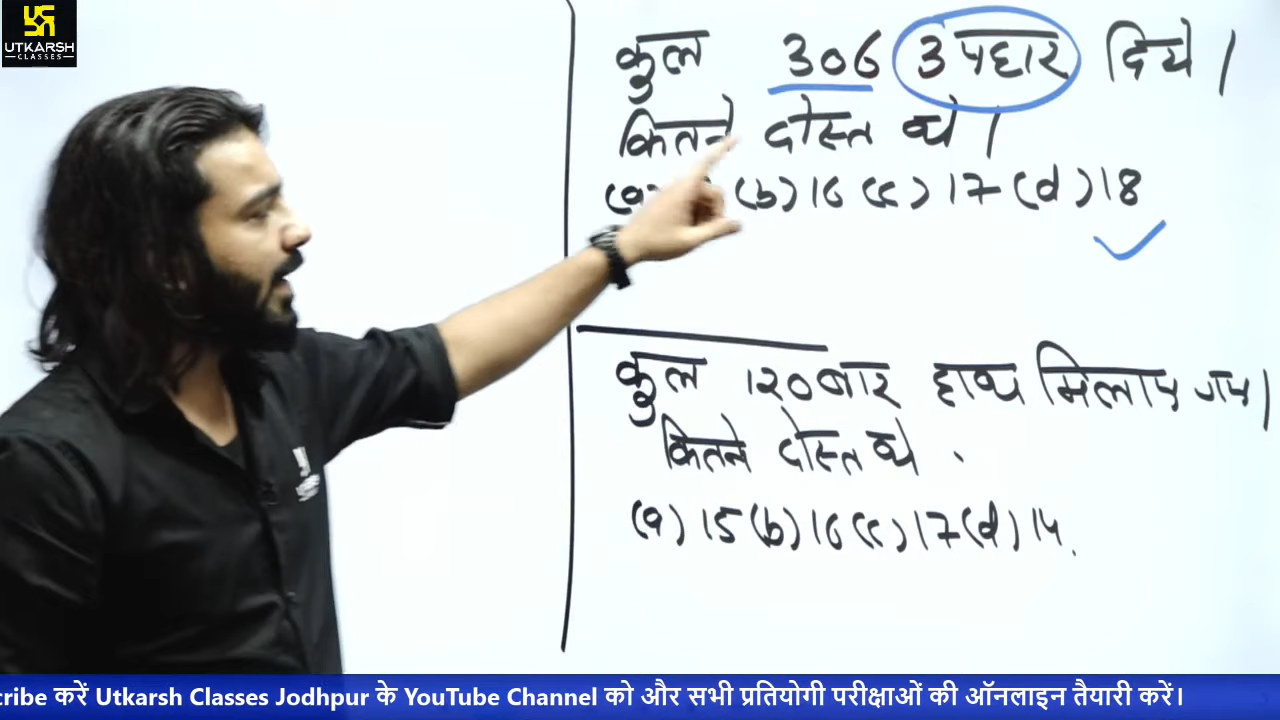 UTKARSH
CLASSES
कुल 306 उपहार दिये।
कितने दोस्त थे।
(a) (b) 16 (c) 17 (d) 18
कुल 120 बार हाथ मिलाए गए।
कितने दोस्त थे .
(a) 15 (b) 16 (c) 17 (d) 14.
cribe करें Utkarsh Classes Jodhpur के YouTube Channel को और सभी प्रतियोगी परीक्षाओं की ऑनलाइन तैयारी करें।